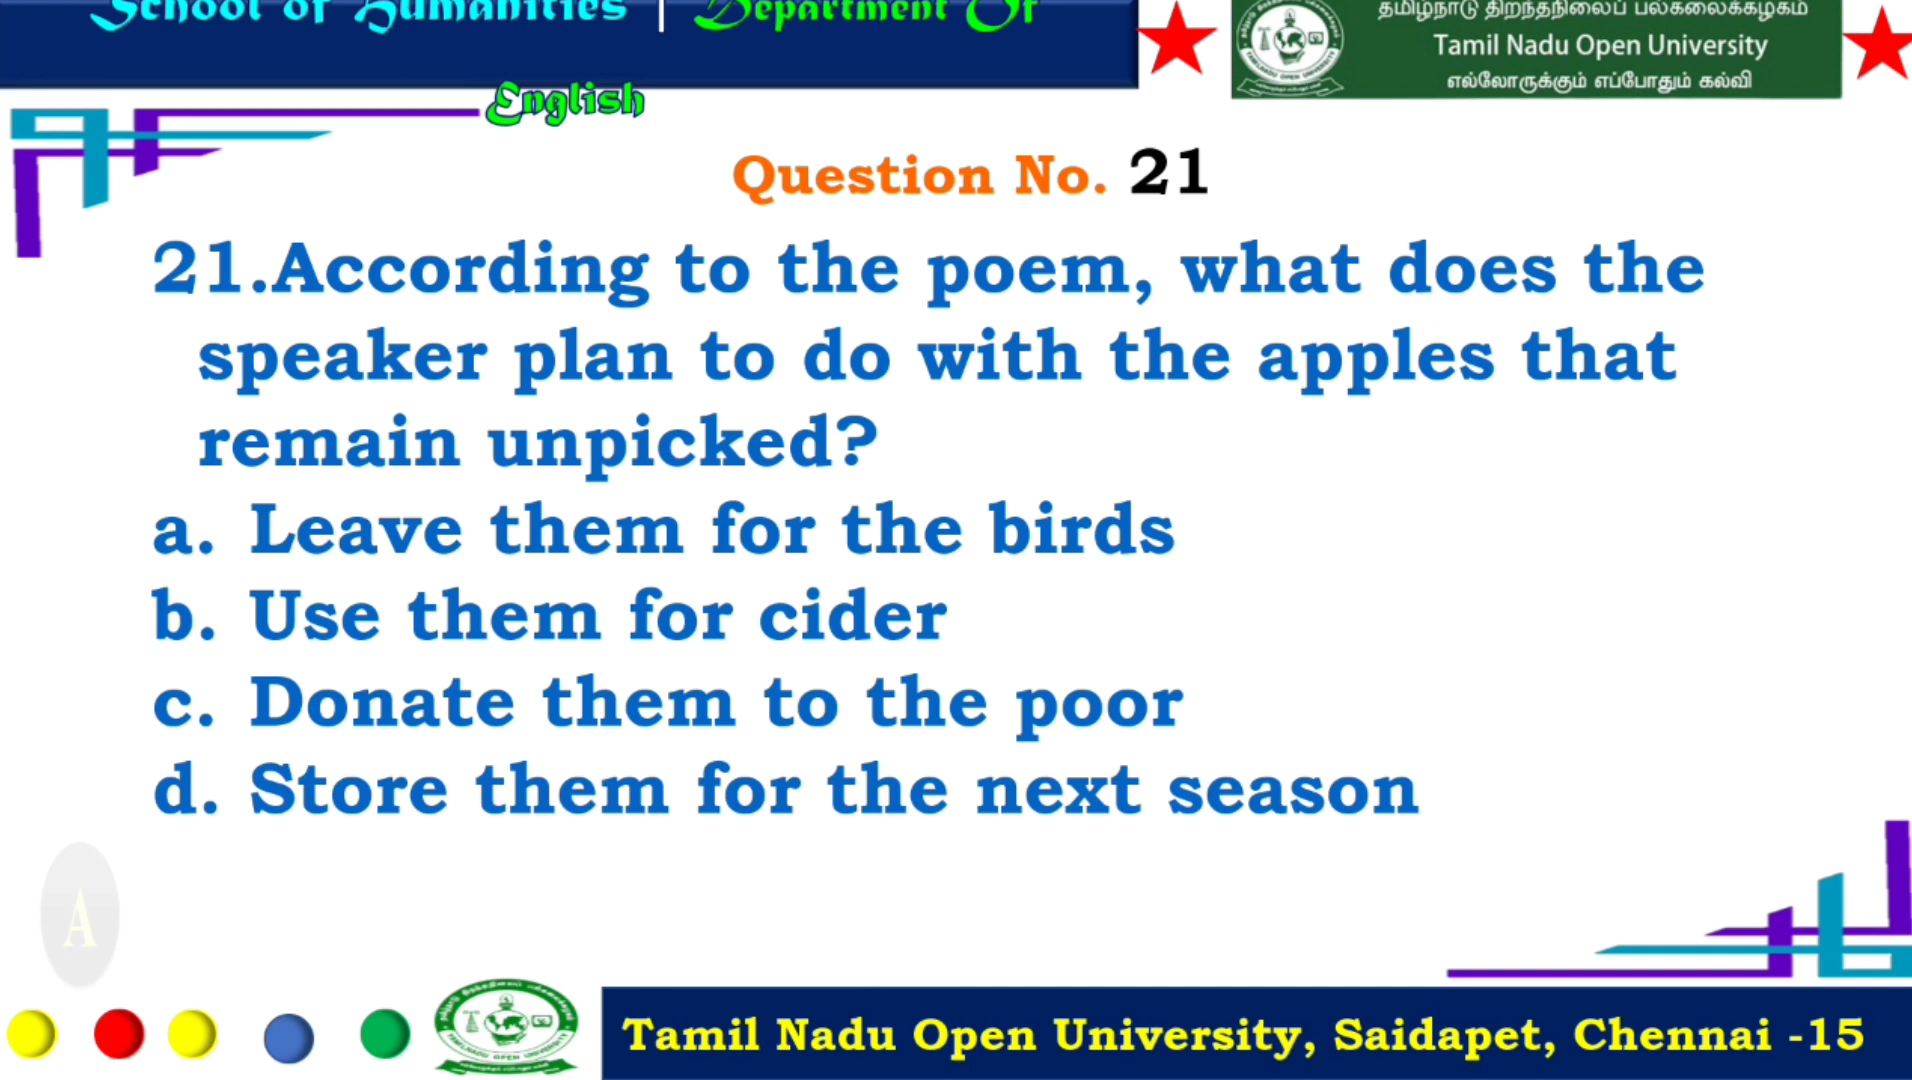 School of Humanities | Department Of
English
தமிழ்நாடு திறந்தநிலைப் பல்கலைக்கழகம்
Tamil Nadu Open University
எல்லோருக்கும் எப்போதும் கல்வி
Question No. 21
21.According to the poem, what does the
speaker plan to do with the apples that
remain unpicked?
a. Leave them for the birds
b. Use them for cider
c. Donate them to the poor
d. Store them for the next season
A
Tamil Nadu Open University, Saidapet, Chennai -15